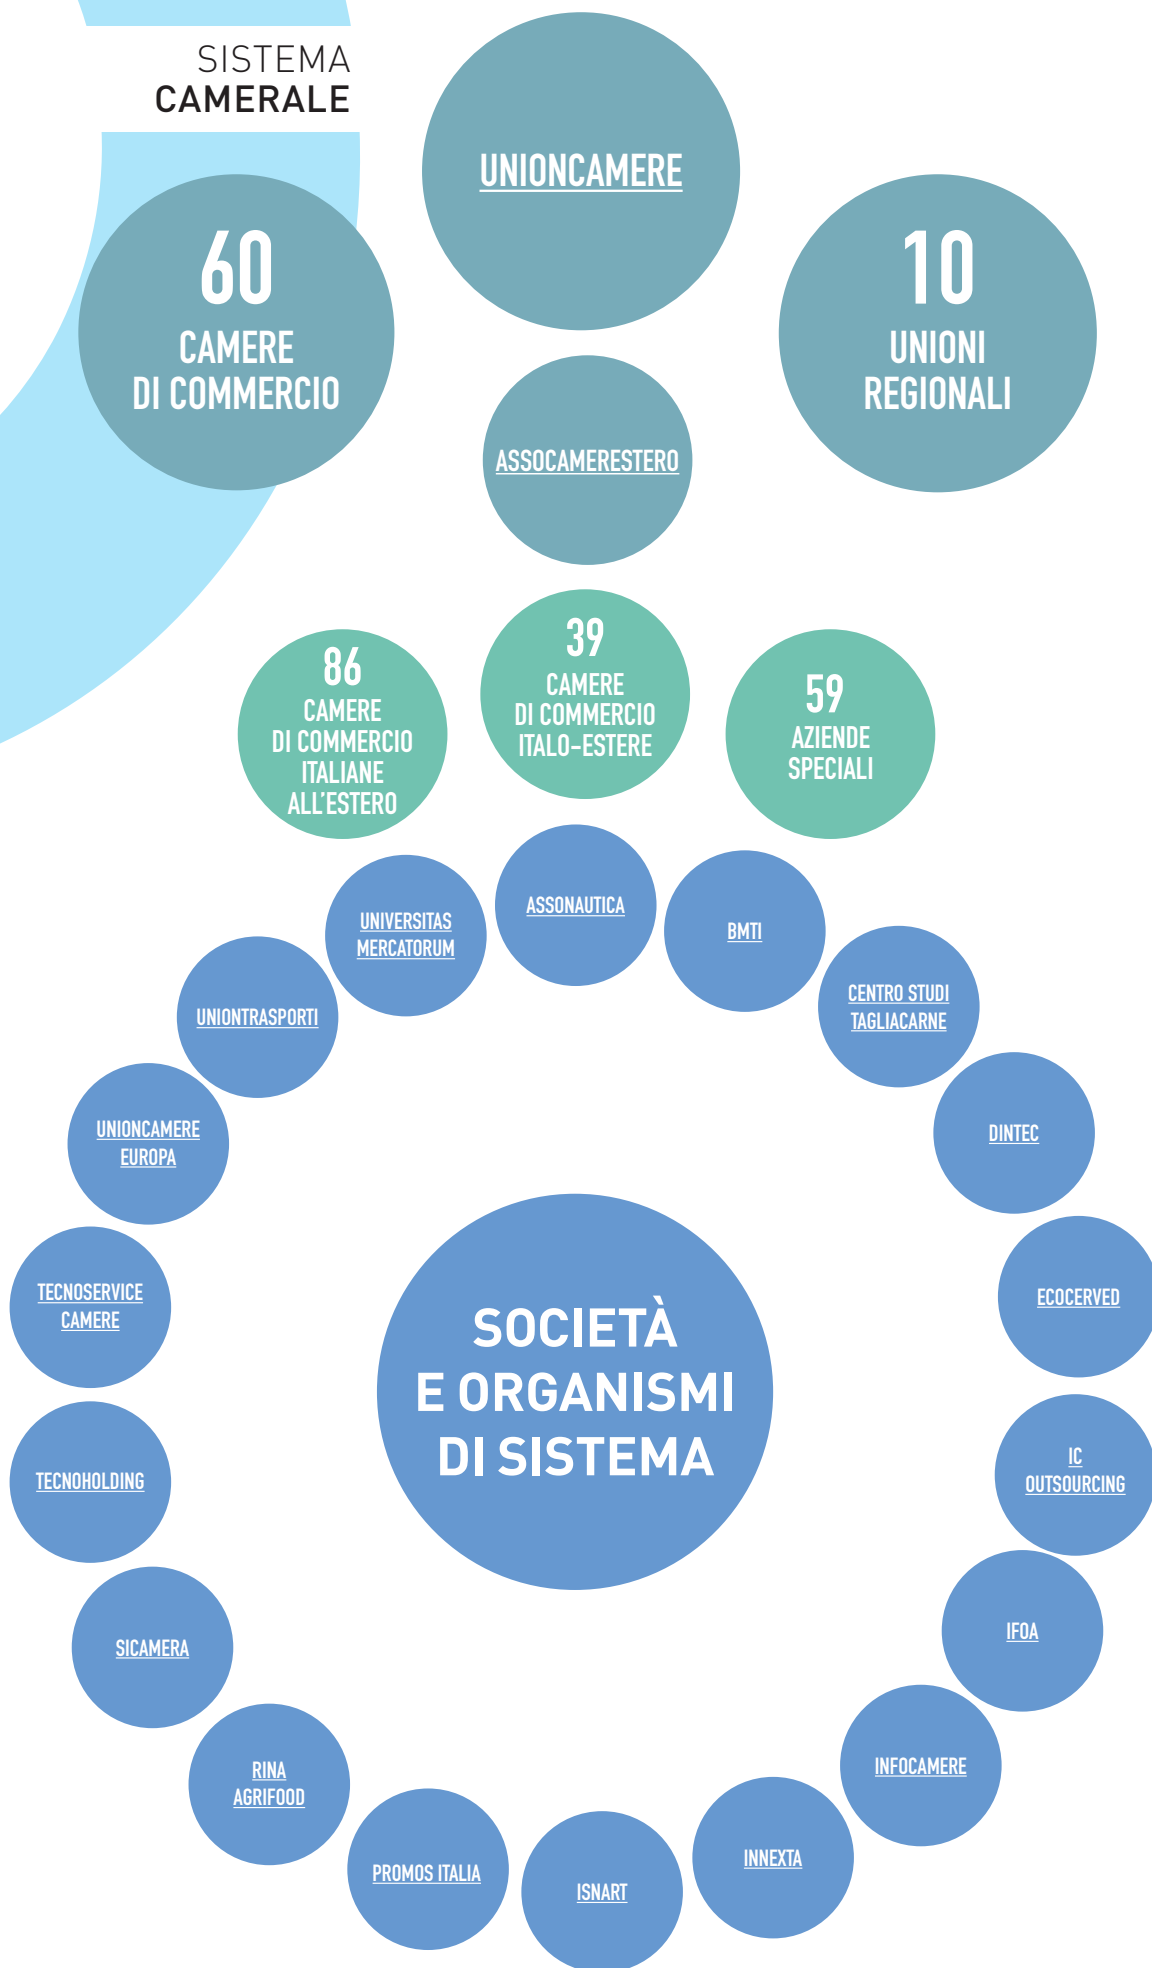 SISTEMA
CAMERALE
UNIONCAMERE
60
CAMERE
DI COMMERCIO
10
UNIONI
REGIONALI
ASSOCAMERESTERO
86
CAMERE
DI COMMERCIO
ITALIANE
ALL'ESTERO
39
CAMERE
DI COMMERCIO
ITALO-ESTERE
59
AZIENDE
SPECIALI
ASSONAUTICA
BMTI
CENTRO STUDI
TAGLIACARNE
DINTEC
ECOCERVED
IC
OUTSOURCING
IFOA
INFOCAMERE
INNEXTA
ISNART
PROMOS ITALIA
RINA
AGRIFOOD
SICAMERA
TECNOHOLDING
TECNOSERVICE
CAMERE
UNIONCAMERE
EUROPA
UNIONTRASPORTI
UNIVERSITAS
MERCATORUM
SOCIETÀ
E ORGANISMI
DI SISTEMA